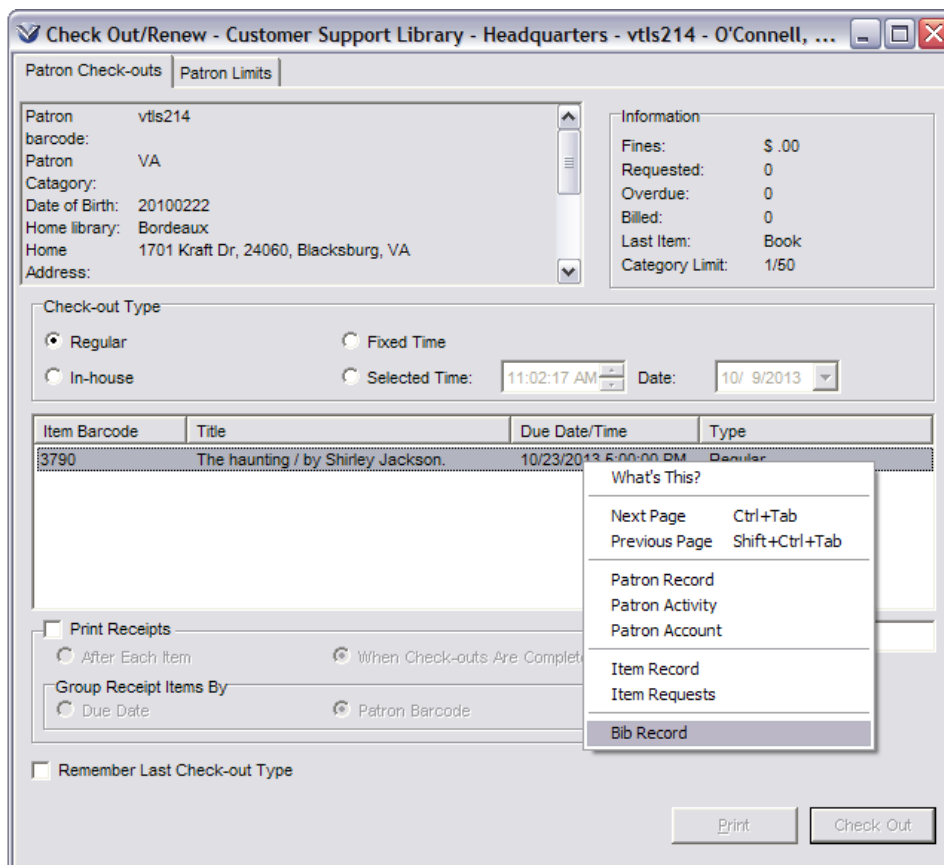 Check Out/Renew - Customer Support Library - Headquarters - vtls214 - O'Connell, ...
Patron Check-outs
Patron Limits
Patron barcode: vtls214
Patron Catagory: VA
Date of Birth: 20100222
Home library: Bordeaux
Home Address: 1701 Kraft Dr, 24060, Blacksburg, VA
Information
Fines: $ .00
Requested: 0
Overdue: 0
Billed: 0
Last Item: Book
Category Limit: 1/50
Check-out Type
Regular
Fixed Time
In-house
Selected Time: 11:02:17 AM Date: 10/ 9/2013
Item Barcode Title Due Date/Time Type
3790 The haunting / by Shirley Jackson. 10/23/2013 5:00:00 PM Regular
What's This?
Next Page Ctrl+Tab
Previous Page Shift+Ctrl+Tab
Patron Record
Patron Activity
Patron Account
Item Record
Item Requests
Bib Record
Print Receipts
After Each Item
When Check-outs Are Complete
Group Receipt Items By
Due Date
Patron Barcode
Remember Last Check-out Type
Print
Check Out